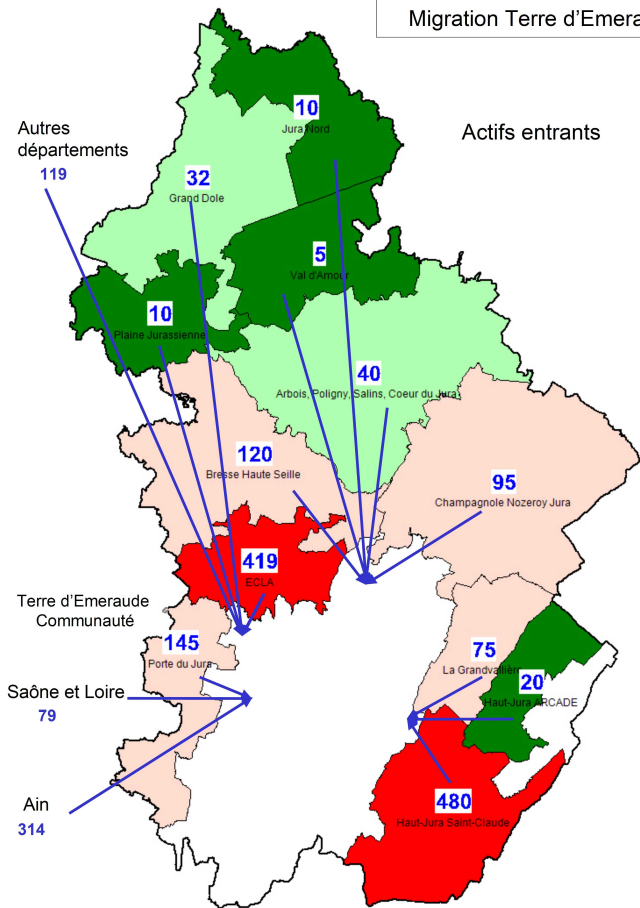 Migration Terre d’Emera
10
Jura Nord
Actifs entrants
Autres
départements
119
32
Grand Dole
5
Val d'Amour
10
Plaine Jurassienne
40
Arbois, Poligny, Salins, Coeur du Jura
120
Bresse Haute Seille
95
Champagnole Nozeroy Jura
419
ECLA
Terre d’Emeraude
Communauté
145
Porte du Jura
75
La Grandvallière
20
Haut-Jura ARCADE
Saône et Loire
79
Ain
314
480
Haut-Jura Saint-Claude